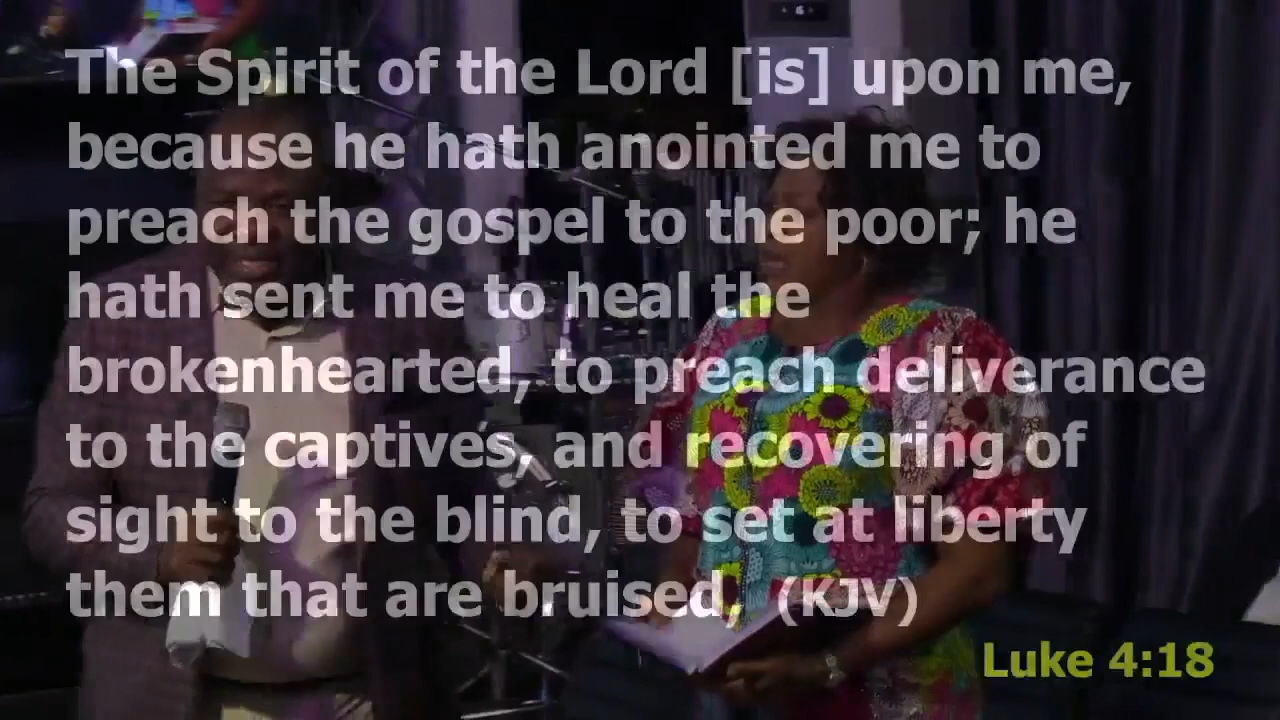 The Spirit of the Lord [is] upon me,
because he hath anointed me to
preach the gospel to the poor; he
hath sent me to heal the
brokenhearted, to preach deliverance
to the captives, and recovering of
sight to the blind, to set at liberty
them that are bruised, (KJV)
Luke 4:18